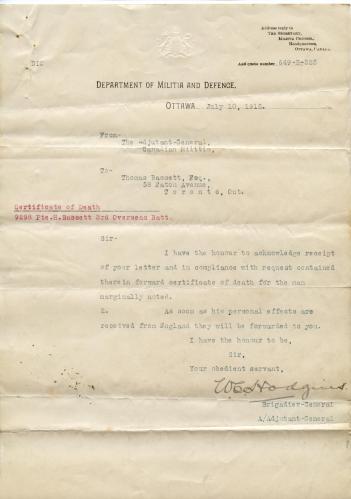 Address reply to
THE SECRETARY,
MILITIA COUNCIL,
HEADQUARTERS,
OTTAWA, CANADA.
DIC
And quote number
DEPARTMENT OF MILITIA AND DEFENCE.
OTTAWA, July 10, 1915.
From-
The Adjutant-General,
Canadian Militia,
To-
Thomas Bassett, Esq.,
58 Eaton Avenue,
Toronto, Ont.
Certificate of Death
9298 Pte.H.Bassett 3rd Overseas Batt.
Sir-
I have the honour to acknowledge receipt
of your letter and in compliance with request contained
therein forward certificate of death for the man
marginally noted.
2. As soon as his personal effects are
received from England they will be forwarded to you.
I have the honour to be,
Sir,
Your obedient servant,
W E Hodgins
Brigadier-General
A/Adjutant-General